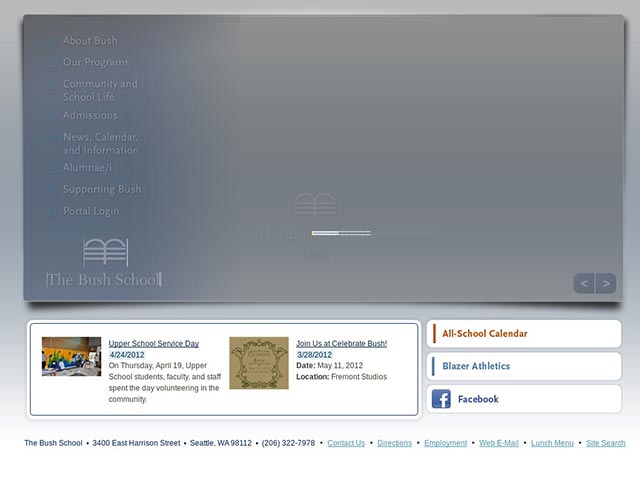 About Bush
Our Programs
Community and
School Life
Admissions
News, Calendar,
and Information
Alumnae/i
Supporting Bush
Portal Login
The Bush School
The Bush School
100%
< >
Upper School Service Day
4/24/2012
On Thursday, April 19, Upper
School students, faculty, and staff
spent the day volunteering in the
community.
Join Us at Celebrate Bush!
3/28/2012
Date: May 11, 2012
Location: Fremont Studios
CELEBRATE
BUSH
All-School Calendar
Blazer Athletics
Facebook
The Bush School • 3400 East Harrison Street • Seattle, WA 98112 • (206) 322-7978 • Contact Us • Directions • Employment • Web E-Mail • Lunch Menu • Site Search